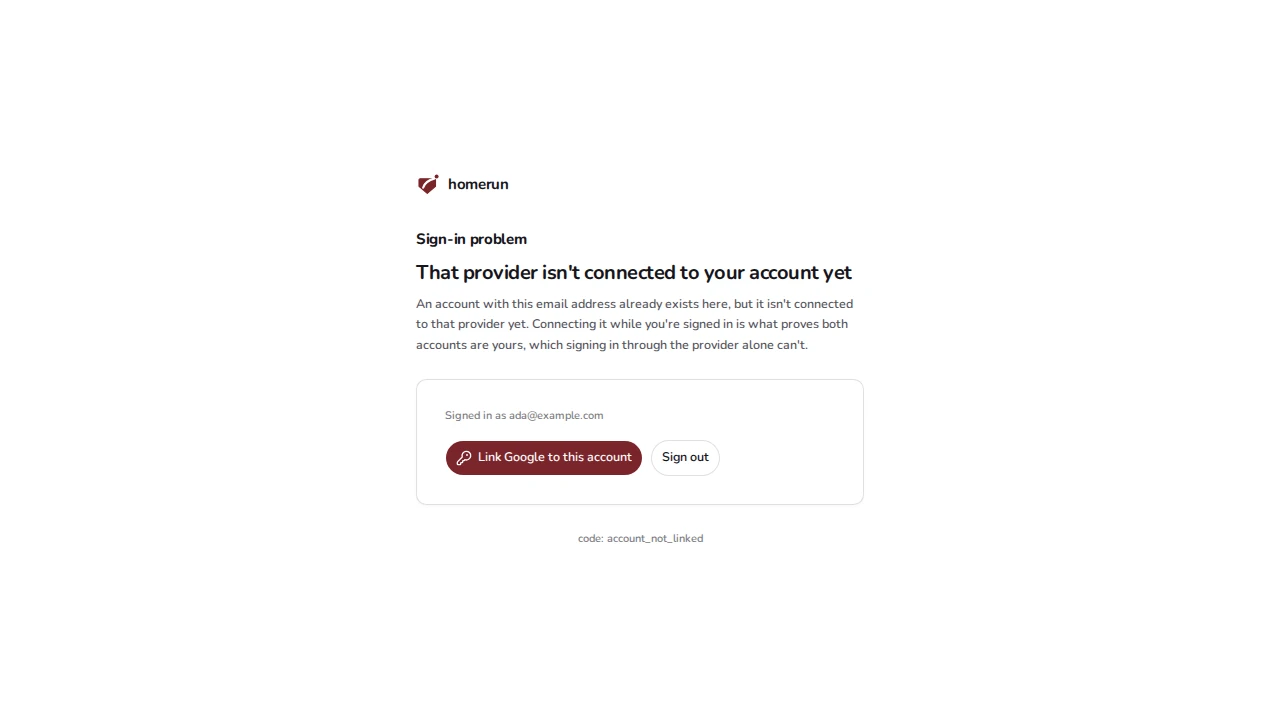 homerun
Sign-in problem
That provider isn't connected to your account yet
An account with this email address already exists here, but it isn't connected
to that provider yet. Connecting it while you're signed in is what proves both
accounts are yours, which signing in through the provider alone can't.
Signed in as ada@example.com
Link Google to this account
Sign out
code: account_not_linked